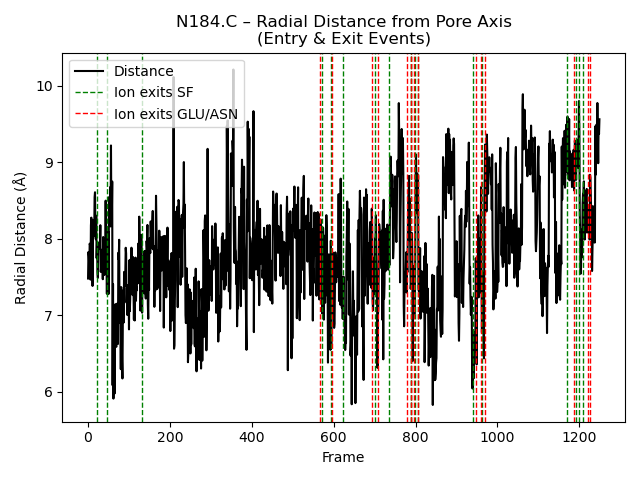 N184.C – Radial Distance from Pore Axis
(Entry & Exit Events)
Distance
Ion exits SF
Ion exits GLU/ASN
Radial Distance (Å)
10
9
8
7
6
0 200 400 600 800 1000 1200
Frame